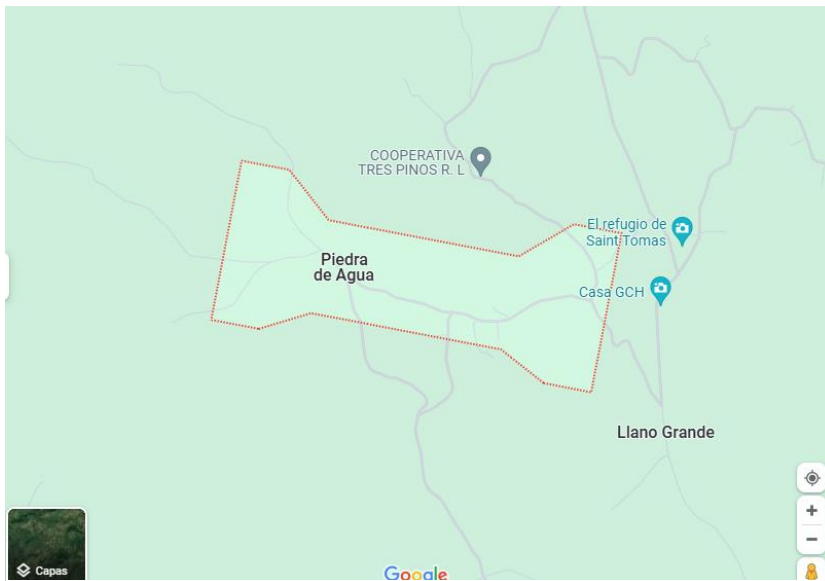 COOPERATIVA
TRES PINOS R. L
El refugio de
Saint Tomas
Piedra
de Agua
Casa GCH
Llano Grande
Capas
Google